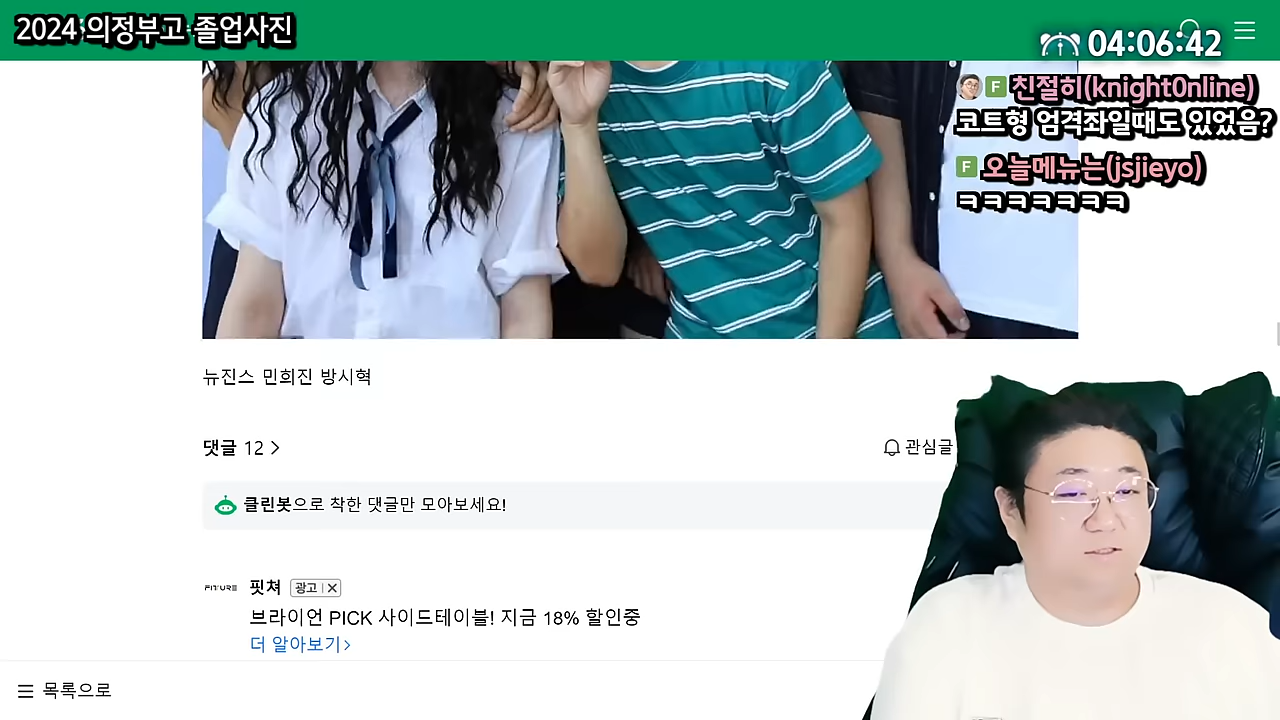 2024 의정부고 졸업사진
04:06:42
F 친절히(knight0nline)
코트형 엄격좌일때도 있었음?
F 오늘메뉴는(jsjieyo)
ㅋㅋㅋㅋㅋㅋㅋ
뉴진스 민희진 방시혁
댓글 12
관심글
클린봇으로 착한 댓글만 모아보세요!
FITURE 핏쳐 광고 X
브라이언 PICK 사이드테이블! 지금 18% 할인중
더 알아보기
목록으로